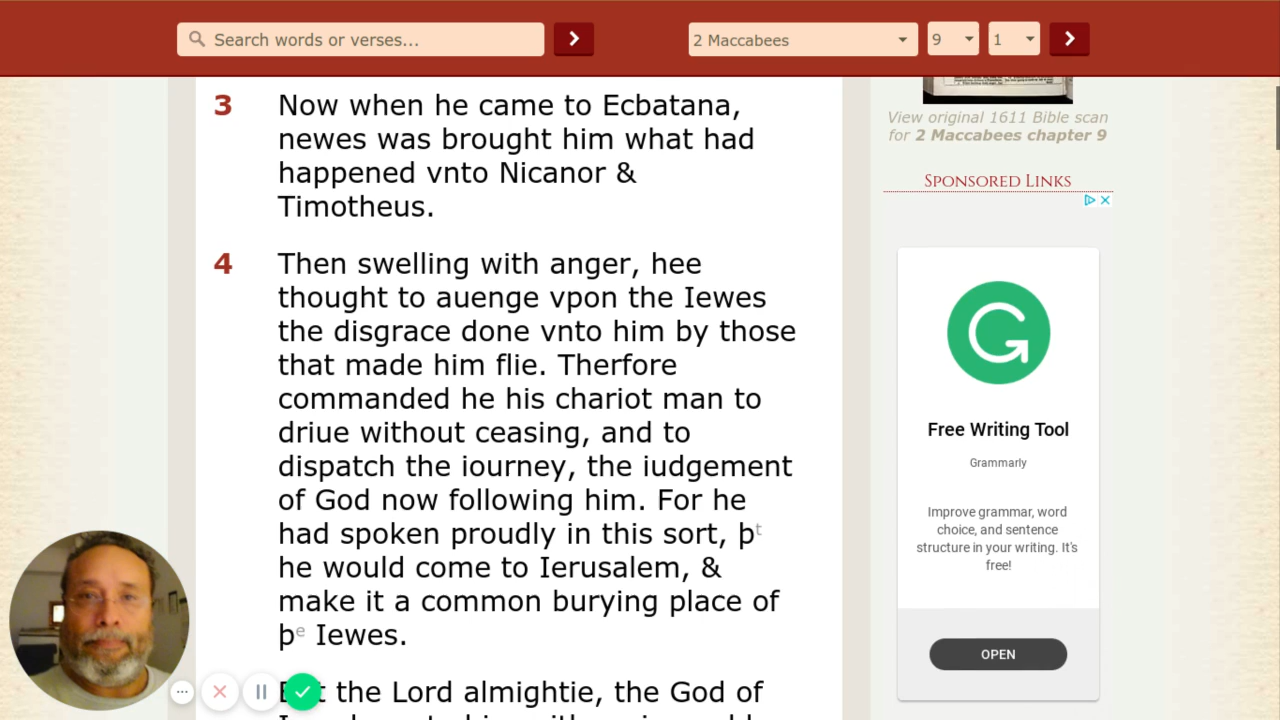 Search words or verses...
2 Maccabees
9
1
3 Now when he came to Ecbatana,
newes was brought him what had
happened vnto Nicanor &
Timotheus.
4 Then swelling with anger, hee
thought to auenge vpon the Iewes
the disgrace done vnto him by those
that made him flie. Therfore
commanded he his chariot man to
driue without ceasing, and to
dispatch the iourney, the iudgement
of God now following him. For he
had spoken proudly in this sort, þt
he would come to Ierusalem, &
make it a common burying place of
þe Iewes.
the Lord almightie, the God of
View original 1611 Bible scan
for 2 Maccabees chapter 9
SPONSORED LINKS
Free Writing Tool
Grammarly
Improve grammar, word
choice, and sentence
structure in your writing. It's
free!
OPEN